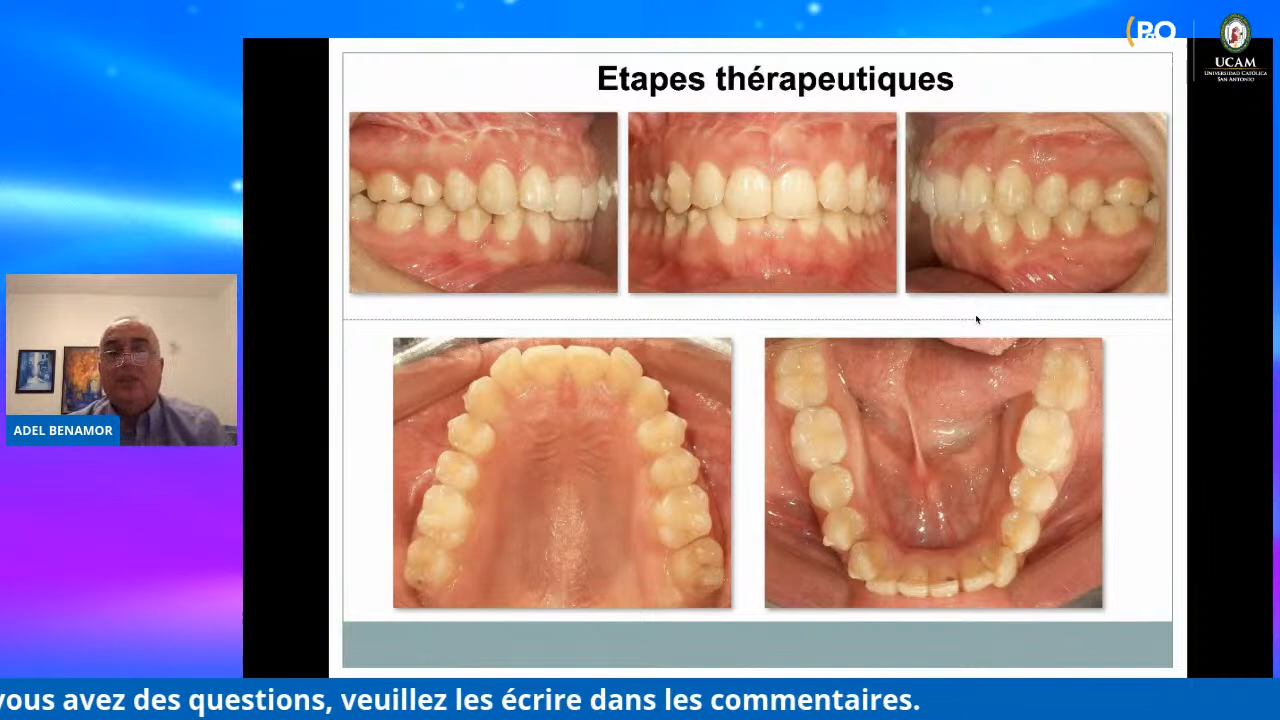 PSO
UCAM
UNIVERSIDAD CATÓLICA
SAN ANTONIO
Etapes thérapeutiques
ADEL BENAMOR
vous avez des questions, veuillez les écrire dans les commentaires.